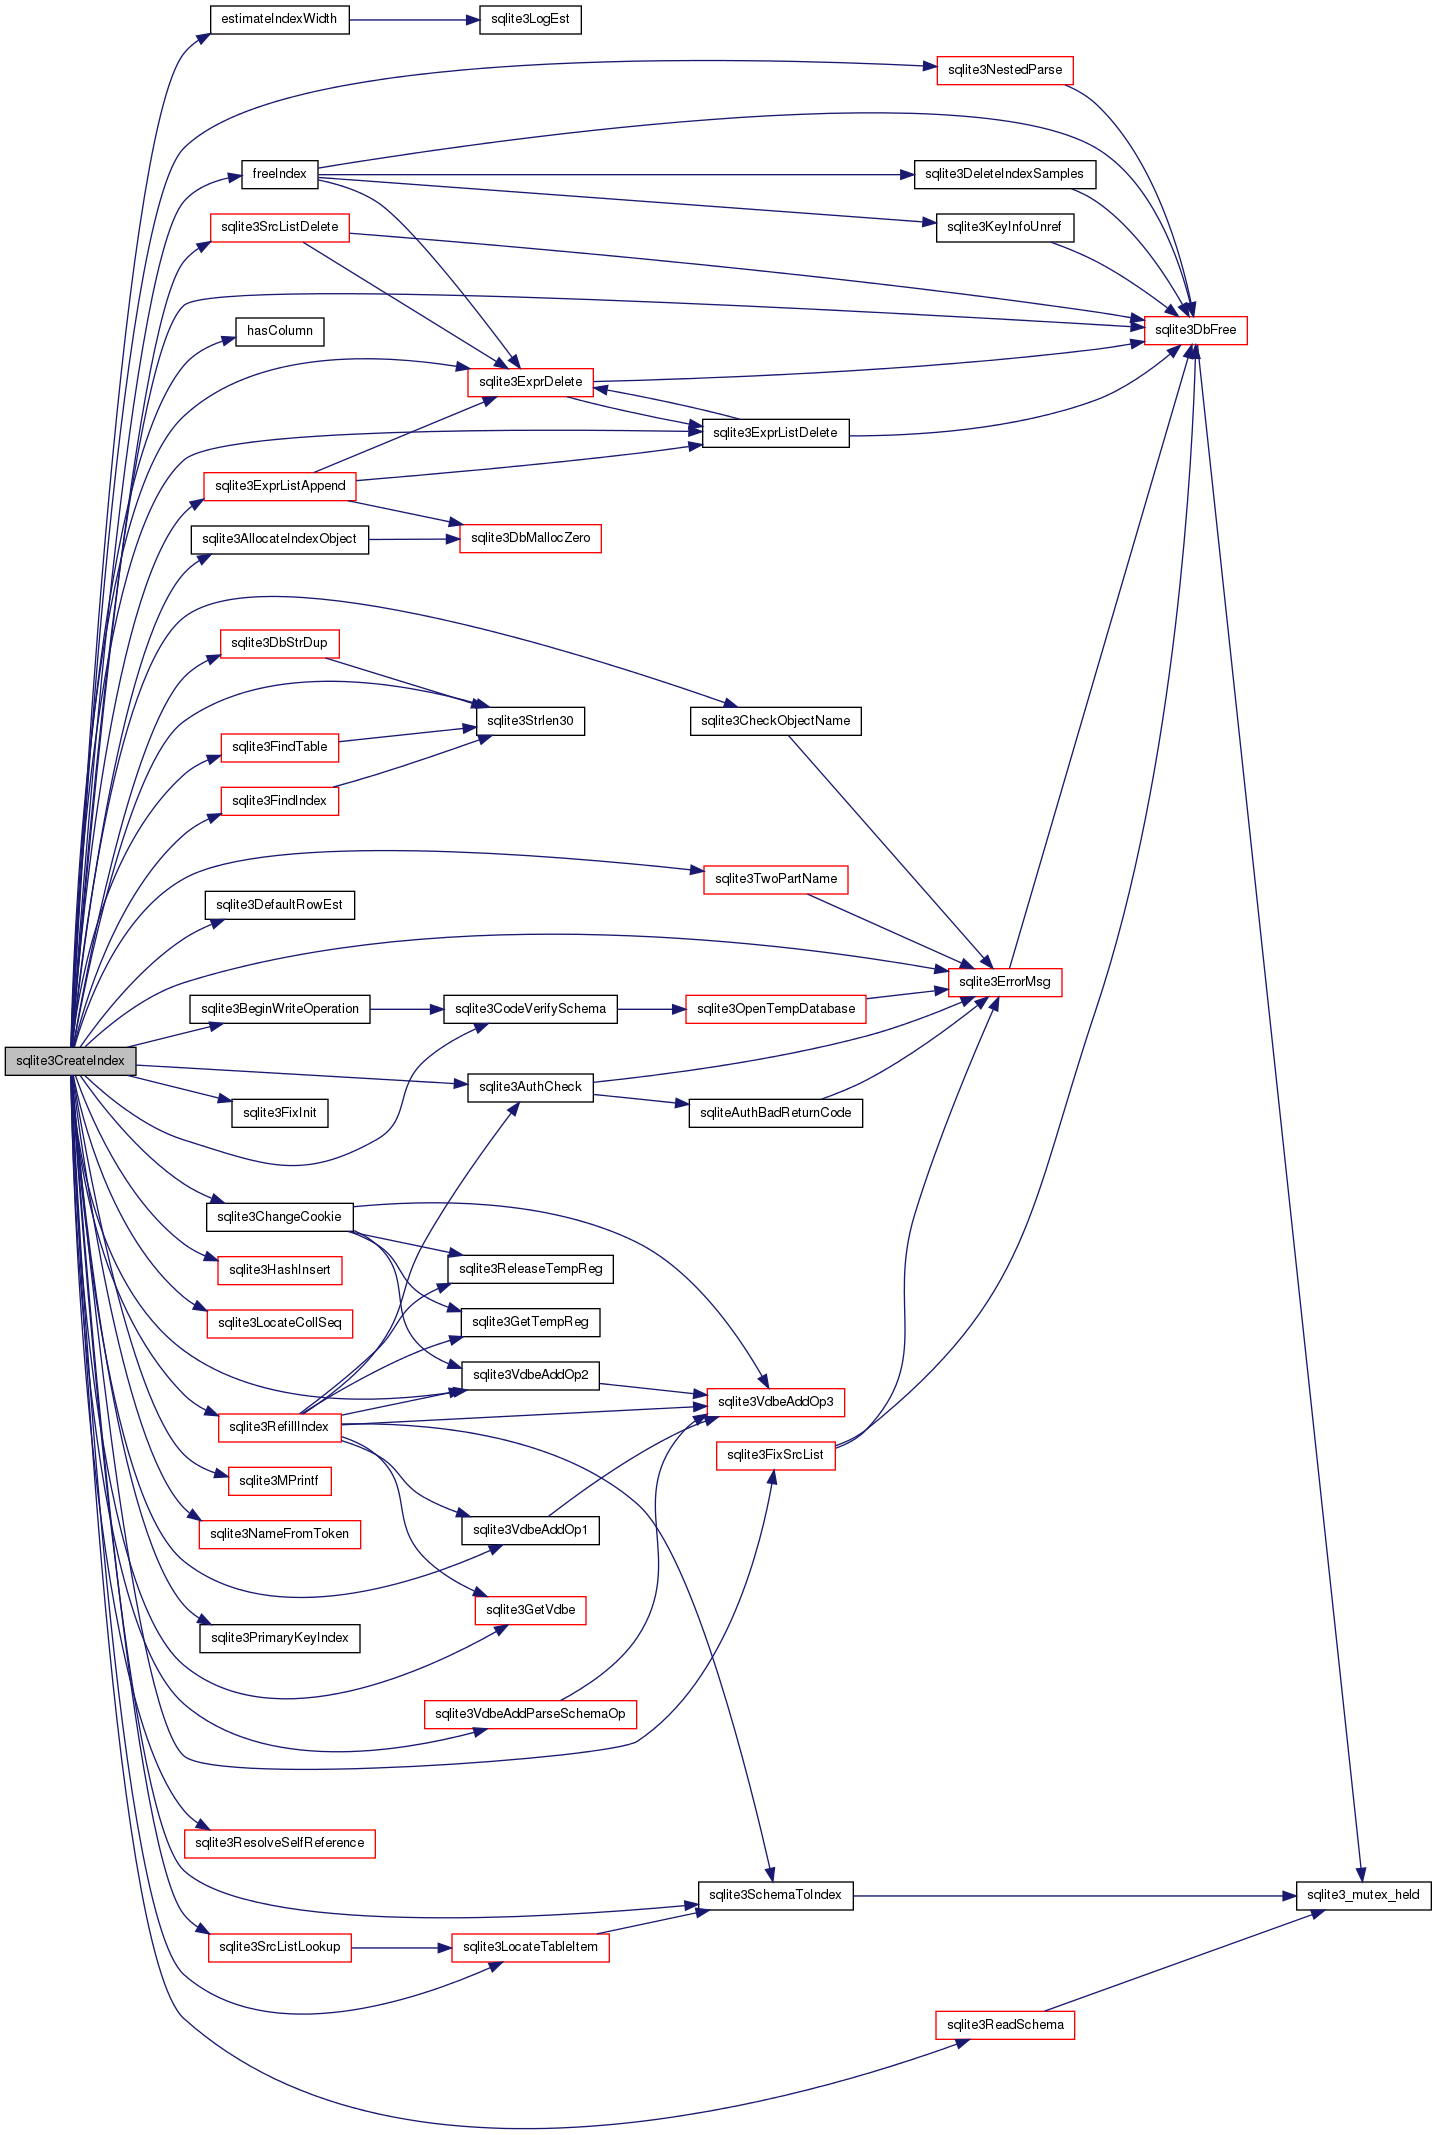 estimateIndexWidth
sqlite3LogEst
sqlite3NestedParse
freeIndex
sqlite3DeleteIndexSamples
sqlite3SrcListDelete
sqlite3KeyInfoUnref
hasColumn
sqlite3DbFree
sqlite3ExprDelete
sqlite3ExprListDelete
sqlite3ExprListAppend
sqlite3AllocateIndexObject
sqlite3DbMallocZero
sqlite3DbStrDup
sqlite3Strlen30
sqlite3CheckObjectName
sqlite3FindTable
sqlite3FindIndex
sqlite3TwoPartName
sqlite3DefaultRowEst
sqlite3ErrorMsg
sqlite3BeginWriteOperation
sqlite3CodeVerifySchema
sqlite3OpenTempDatabase
sqlite3CreateIndex
sqlite3AuthCheck
sqlite3FixInit
sqliteAuthBadReturnCode
sqlite3ChangeCookie
sqlite3HashInsert
sqlite3ReleaseTempReg
sqlite3LocateCollSeq
sqlite3GetTempReg
sqlite3VdbeAddOp2
sqlite3VdbeAddOp3
sqlite3RefillIndex
sqlite3FixSrcList
sqlite3MPrintf
sqlite3NameFromToken
sqlite3VdbeAddOp1
sqlite3GetVdbe
sqlite3PrimaryKeyIndex
sqlite3VdbeAddParseSchemaOp
sqlite3ResolveSelfReference
sqlite3SchemaToIndex
sqlite3_mutex_held
sqlite3SrcListLookup
sqlite3LocateTableItem
sqlite3ReadSchema